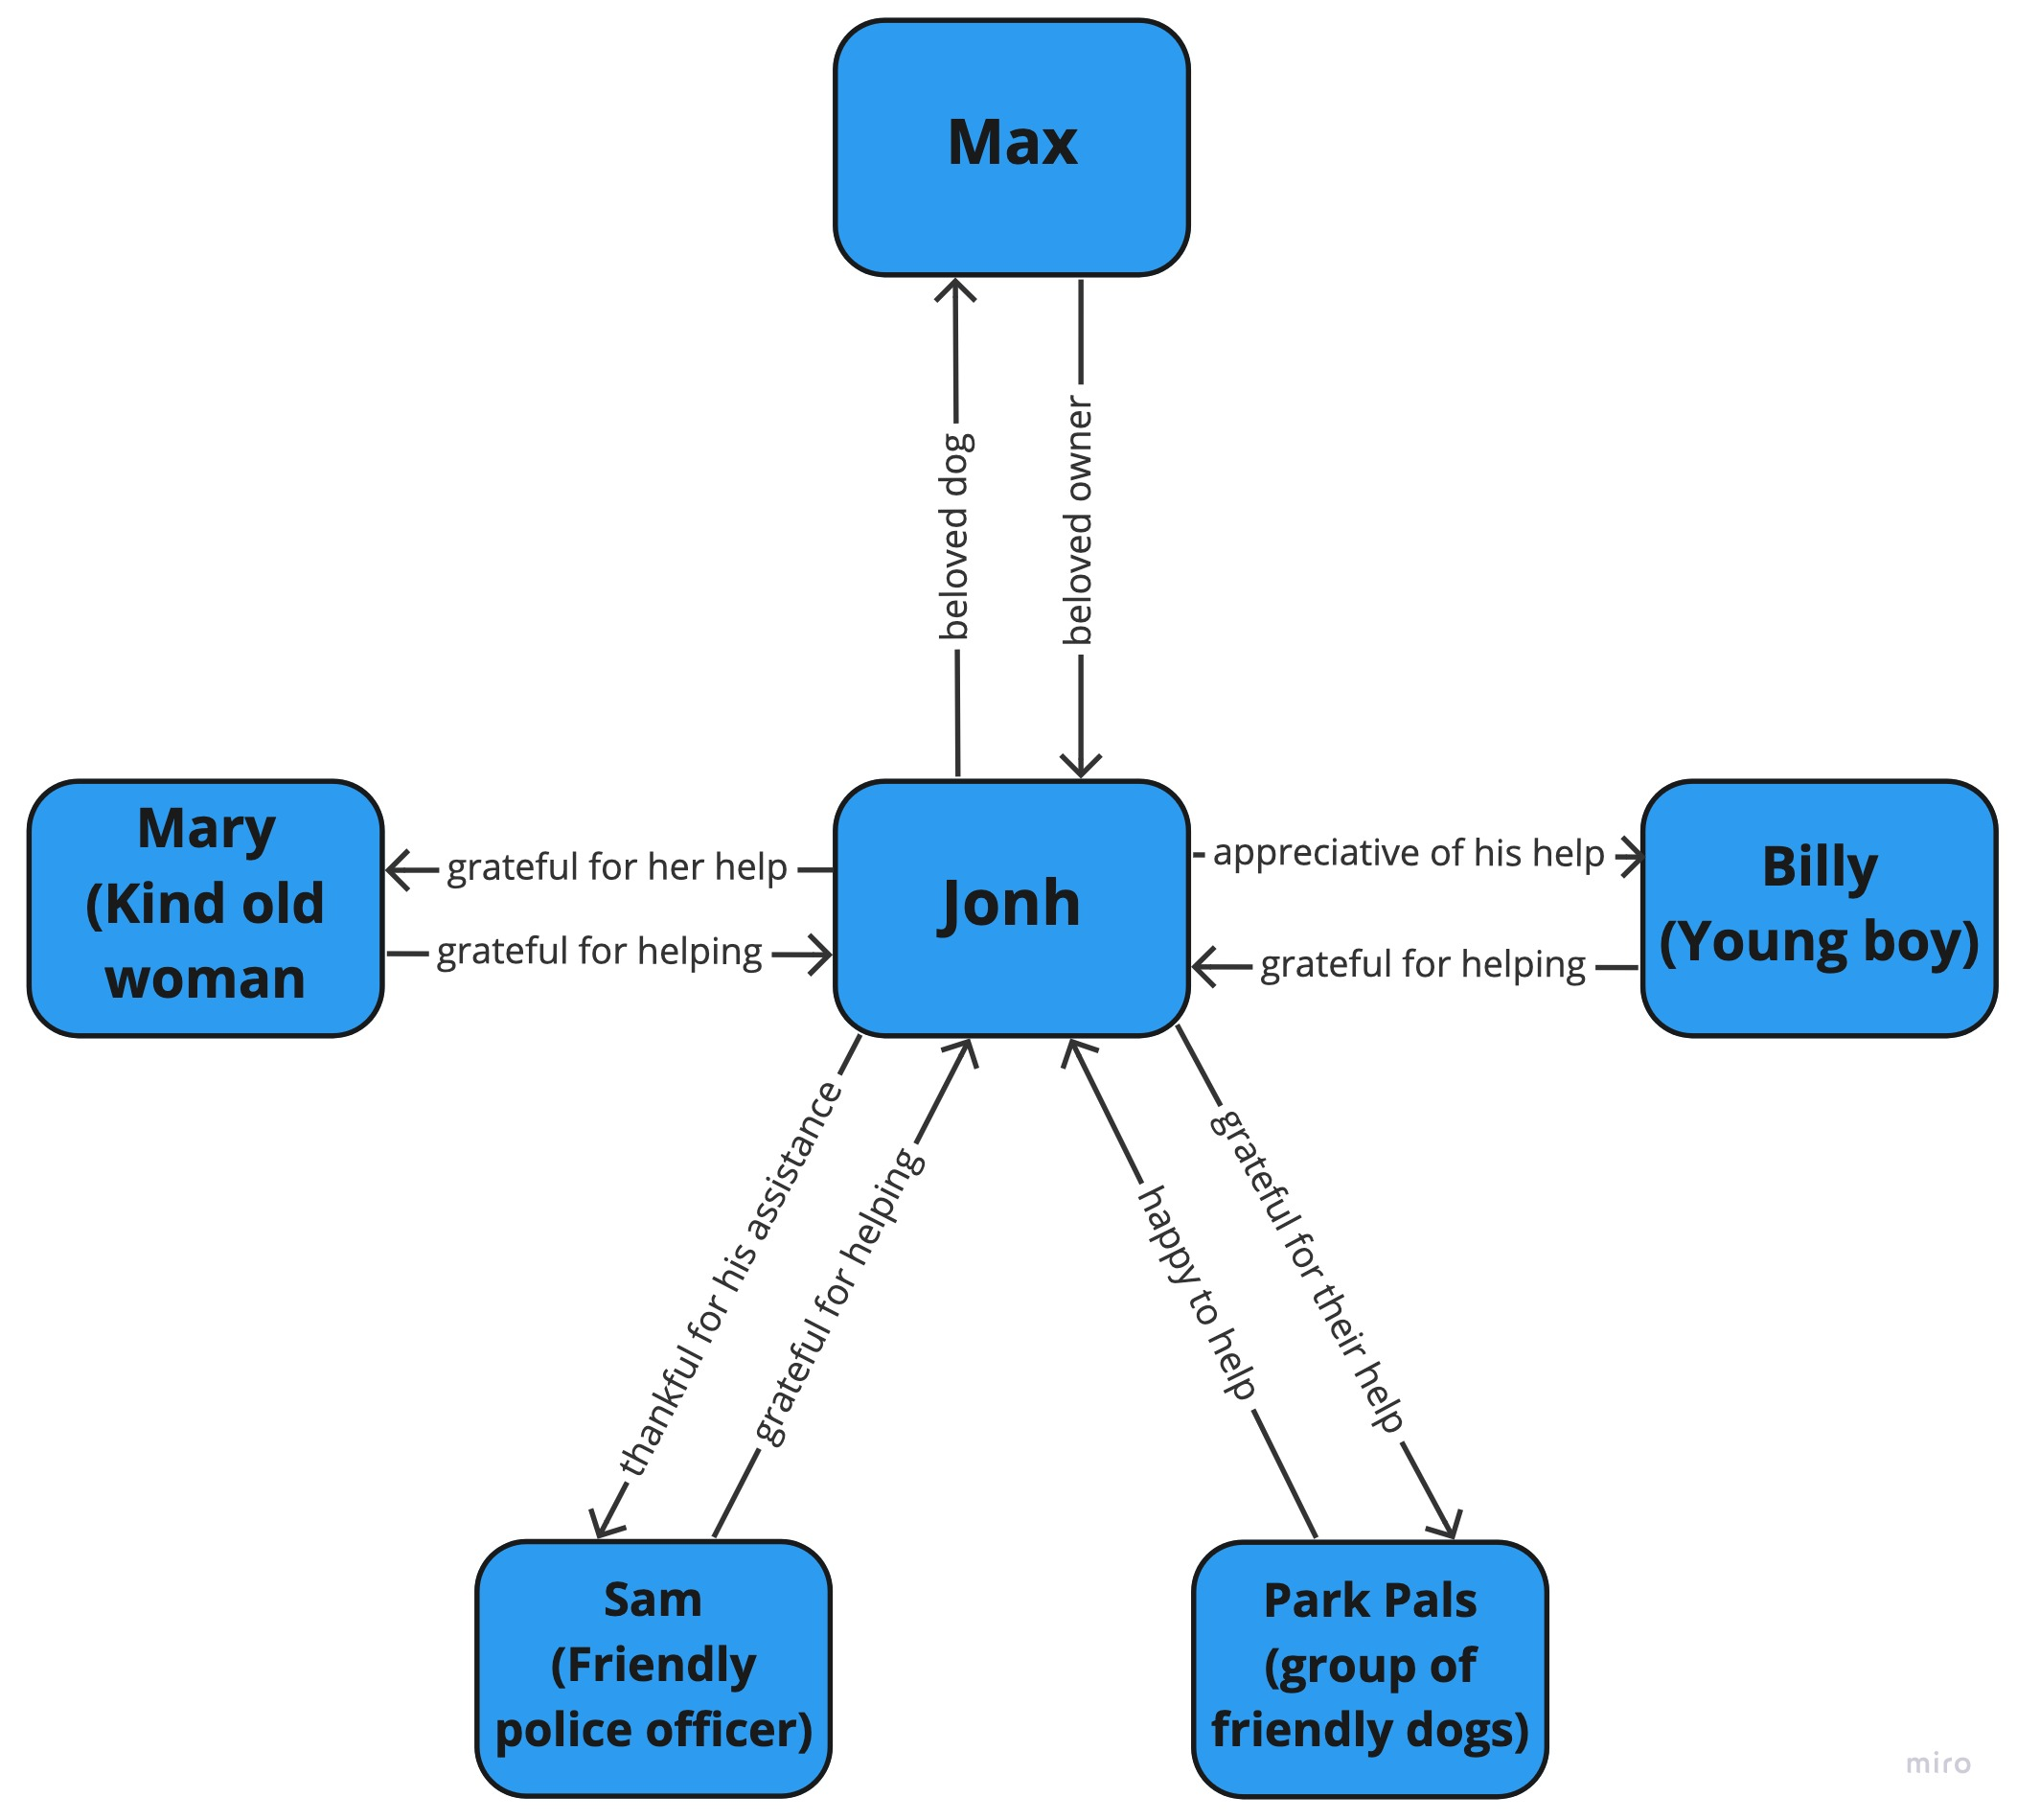 Max
beloved dog
beloved owner
Mary
(Kind old
woman
grateful for her help
grateful for helping
Jonh
appreciative of his help
grateful for helping
Billy
(Young boy)
thankful for his assistance
grateful for helping
happy to help
grateful for their help
Sam
(Friendly
police officer)
Park Pals
(group of
friendly dogs)
miro